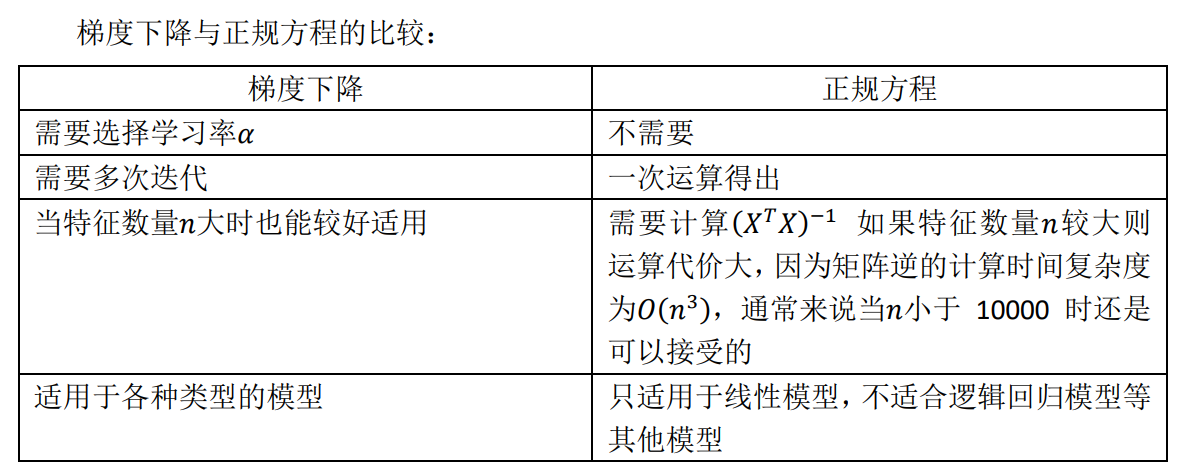 梯度下降与正规方程的比较：
梯度下降
正规方程
需要选择学习率α
不需要
需要多次迭代
一次运算得出
当特征数量n大时也能较好适用
需要计算(XᵀX)⁻¹ 如果特征数量n较大则
运算代价大，因为矩阵逆的计算时间复杂度
为O(n³)，通常来说当n小于 10000 时还是
可以接受的
适用于各种类型的模型
只适用于线性模型，不适合逻辑回归模型等
其他模型